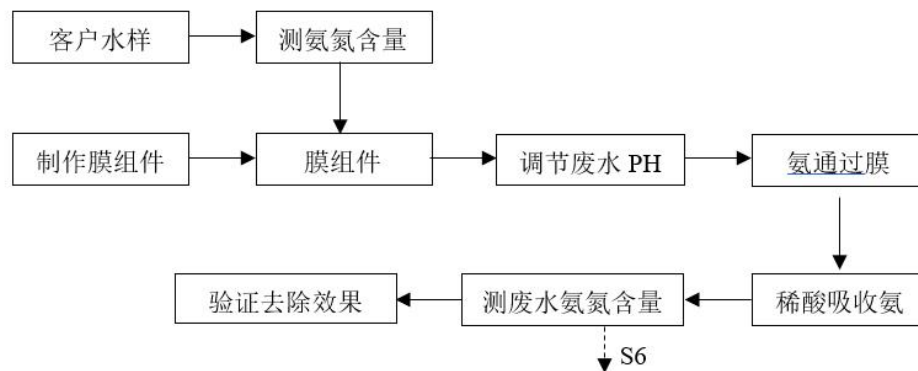 客户水样
测氨氮含量
制作膜组件
膜组件
调节废水 PH
氨通过膜
验证去除效果
测废水氨氮含量
稀酸吸收氨
S6